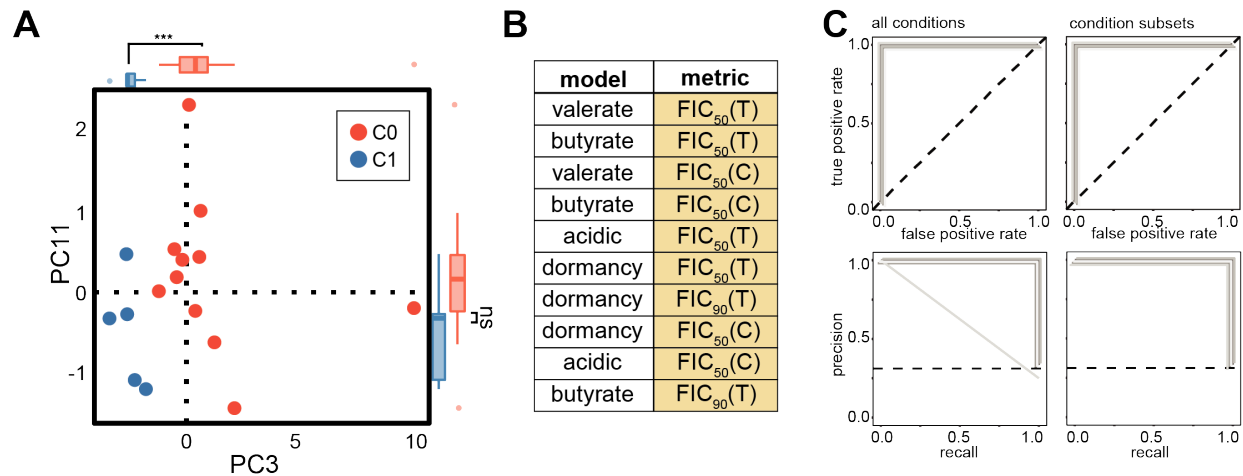 A
***
C0
C1
2
1
0
-1
PC11
0
5
10
PC3
ns
B
model metric
valerate FIC50(T)
butyrate FIC50(T)
valerate FIC50(C)
butyrate FIC50(C)
acidic FIC50(T)
dormancy FIC50(T)
dormancy FIC90(T)
dormancy FIC50(C)
acidic FIC50(C)
butyrate FIC90(T)
C
all conditions
condition subsets
true positive rate
1.0
0.5
0.0
0.0 0.5 1.0
false positive rate
0.0 0.5 1.0
false positive rate
precision
1.0
0.5
0.0
0.0 0.5 1.0
recall
0.0 0.5 1.0
recall